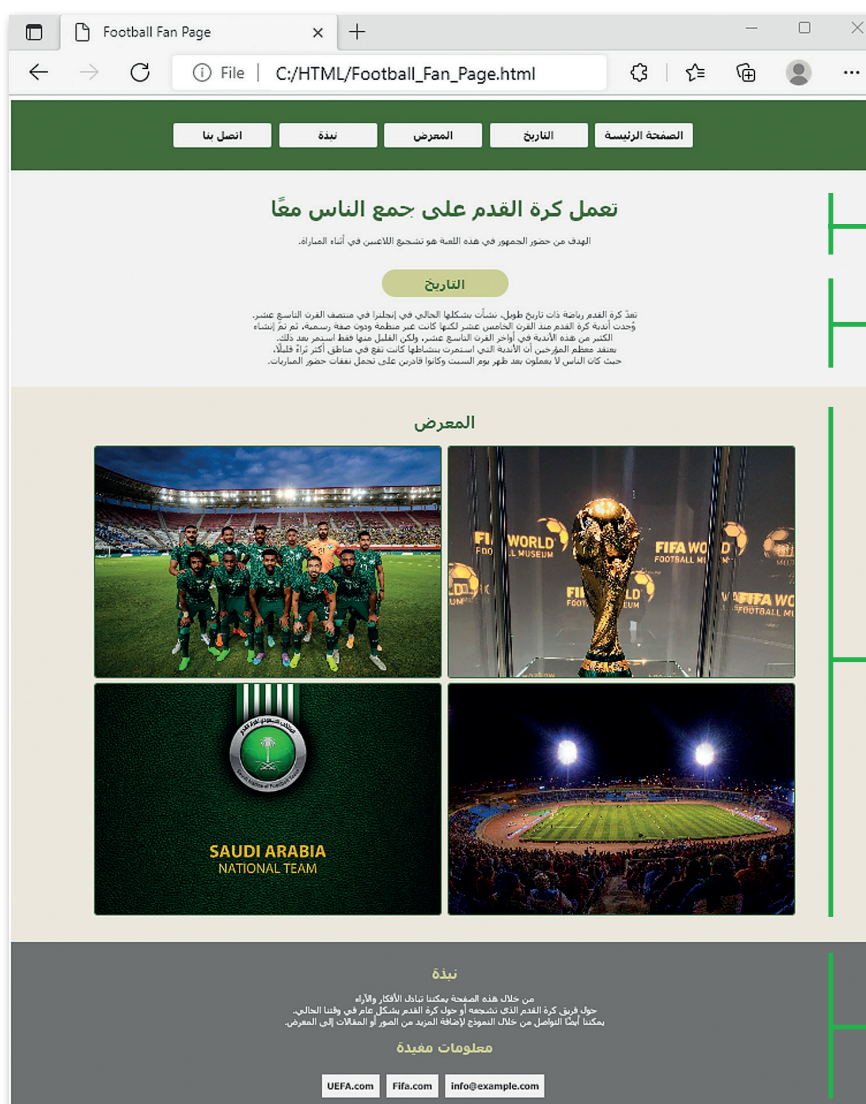 Football Fan Page
File
C:/HTML/Football_Fan_Page.html
الصفحة الرئيسة
التاريخ
المعرض
نبذة
اتصل بنا
تعمل كرة القدم على جمع الناس معًا
الهدف من حضور الجمهور في هذه اللعبة هو تشجيع اللاعبين في أثناء المباراة.
التاريخ
تعدّ كرة القدم رياضة ذات تاريخ طويل، نشأت بشكلها الحالي في إنجلترا في منتصف القرن التاسع عشر.
وُجدت أندية كرة القدم منذ القرن الخامس عشر لكنها كانت غير منظمة ودون صفة رسمية، ثم تمّ إنشاء
الكثير من هذه الأندية في أواخر القرن التاسع عشر، ولكن القليل منها فقط استمر بعد ذلك.
يعتقد معظم المؤرخين أن الأندية التي استمرت بنشاطها كانت تقع في مناطق أكثر ثراءً قليلًا،
حيث كان الناس لا يعملون بعد ظهر يوم السبت وكانوا قادرين على تحمل نفقات حضور المباريات.
المعرض
WORLD
FOOTBALL MUSEUM
FIFA WORLD
FOOTBALL
FIFA WO
FOOTBALL M
21
SAUDI ARABIA
NATIONAL TEAM
نبذة
من خلال هذه الصفحة يمكننا تبادل الأفكار والآراء
حول فريق كرة القدم الذي نشجعه أو حول كرة القدم بشكل عام في وقتنا الحالي.
يمكننا أيضًا التواصل من خلال النموذج لإضافة المزيد من الصور أو المقالات إلى المعرض.
معلومات مفيدة
UEFA.com
Fifa.com
info@example.com